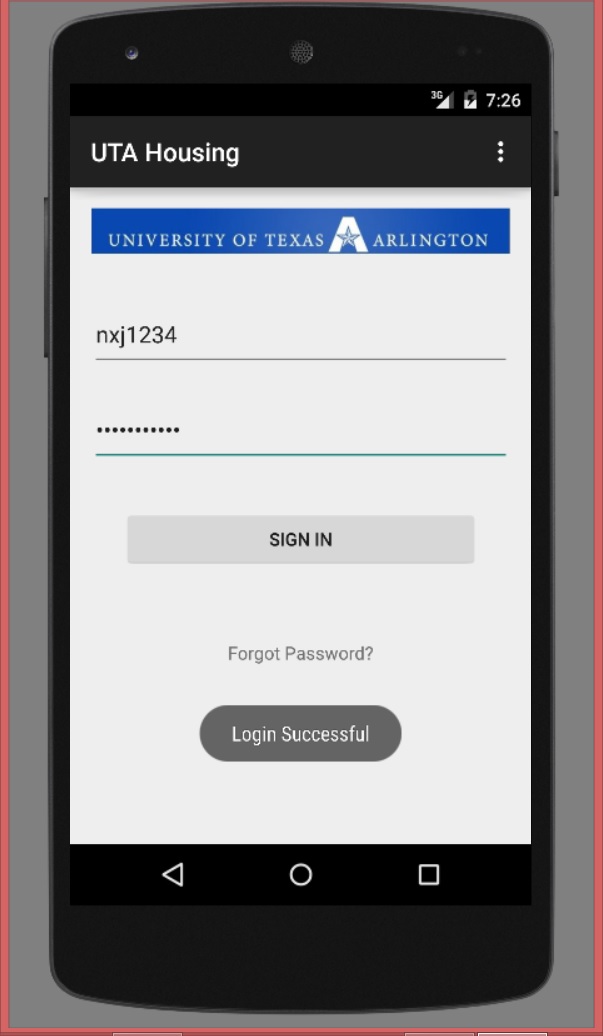 3G 7:26
UTA Housing
UNIVERSITY OF TEXAS A ARLINGTON
nxj1234
•••••••••••
SIGN IN
Forgot Password?
Login Successful